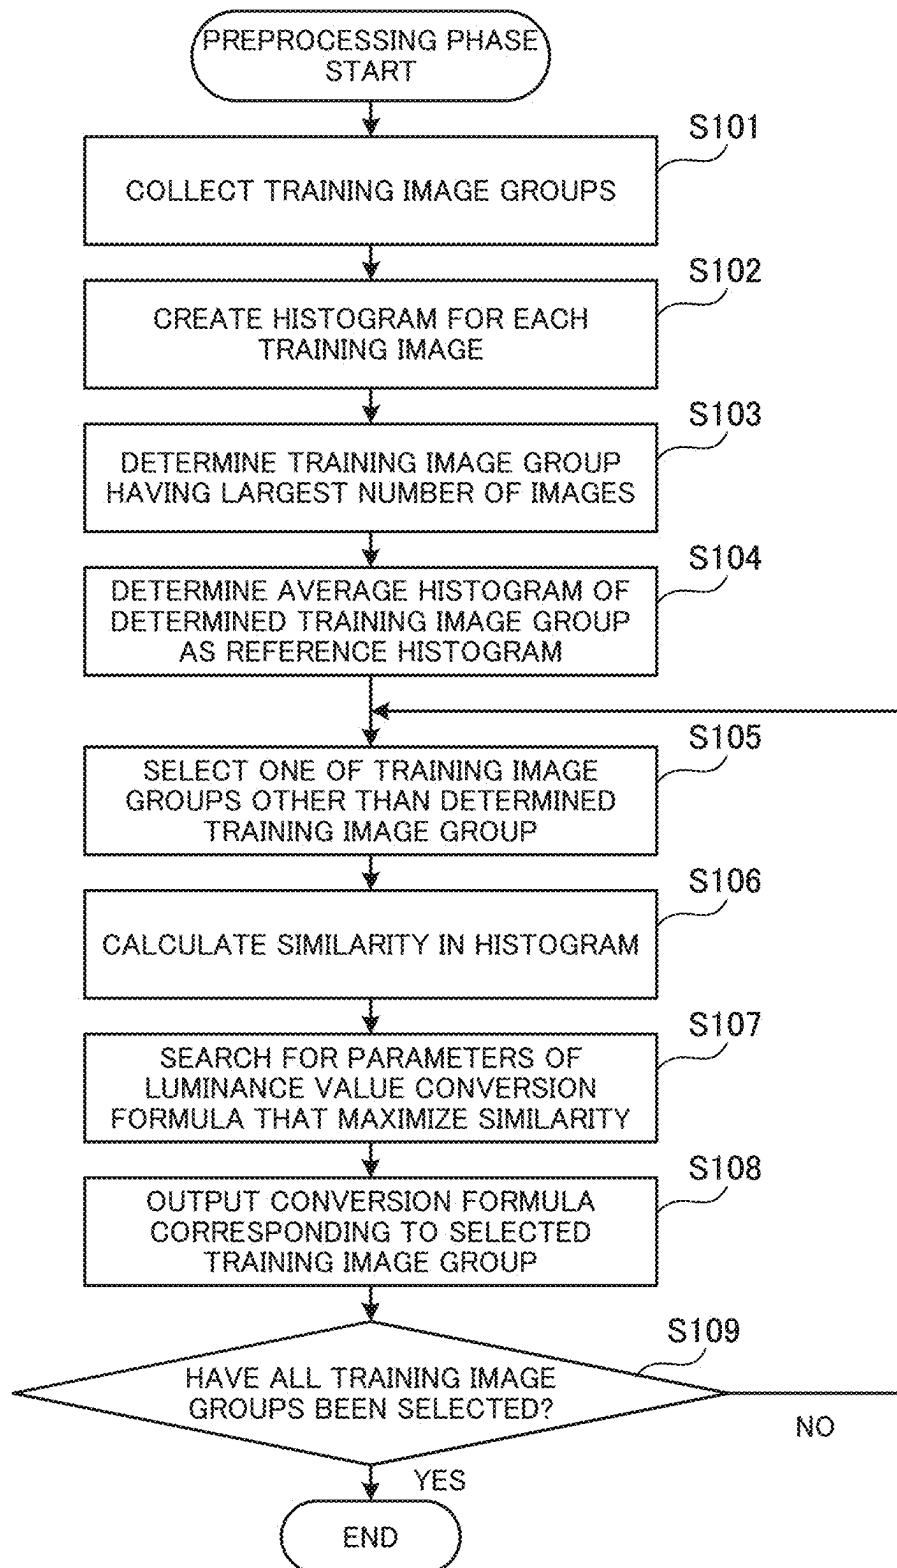 PREPROCESSING PHASE
START
S101
COLLECT TRAINING IMAGE GROUPS
S102
CREATE HISTOGRAM FOR EACH
TRAINING IMAGE
S103
DETERMINE TRAINING IMAGE GROUP
HAVING LARGEST NUMBER OF IMAGES
S104
DETERMINE AVERAGE HISTOGRAM OF
DETERMINED TRAINING IMAGE GROUP
AS REFERENCE HISTOGRAM
S105
SELECT ONE OF TRAINING IMAGE
GROUPS OTHER THAN DETERMINED
TRAINING IMAGE GROUP
S106
CALCULATE SIMILARITY IN HISTOGRAM
S107
SEARCH FOR PARAMETERS OF
LUMINANCE VALUE CONVERSION
FORMULA THAT MAXIMIZE SIMILARITY
S108
OUTPUT CONVERSION FORMULA
CORRESPONDING TO SELECTED
TRAINING IMAGE GROUP
S109
HAVE ALL TRAINING IMAGE
GROUPS BEEN SELECTED?
NO
YES
END